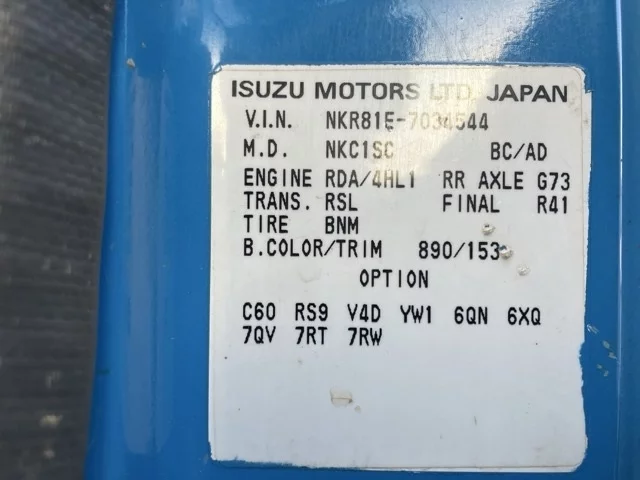 ISUZU MOTORS LTD. JAPAN
V.I.N. NKR81E-7034544
M.D. NKC1SC BC/AD
ENGINE RDA/4HL1 RR AXLE G73
TRANS. RSL FINAL R41
TIRE BNM
B.COLOR/TRIM 890/153
OPTION
C60 RS9 V4D YW1 6QN 6XQ
7QV 7RT 7RW